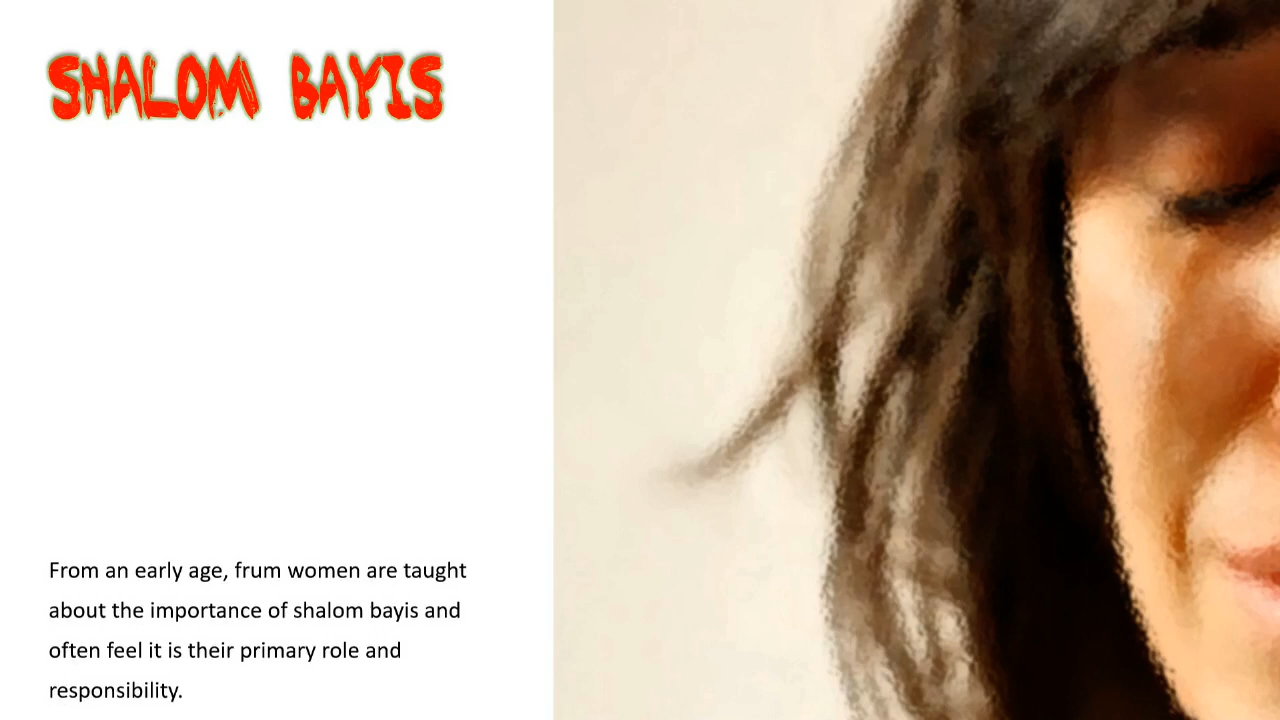 SHALOM BAYIS
From an early age, frum women are taught
about the importance of shalom bayis and
often feel it is their primary role and
responsibility.